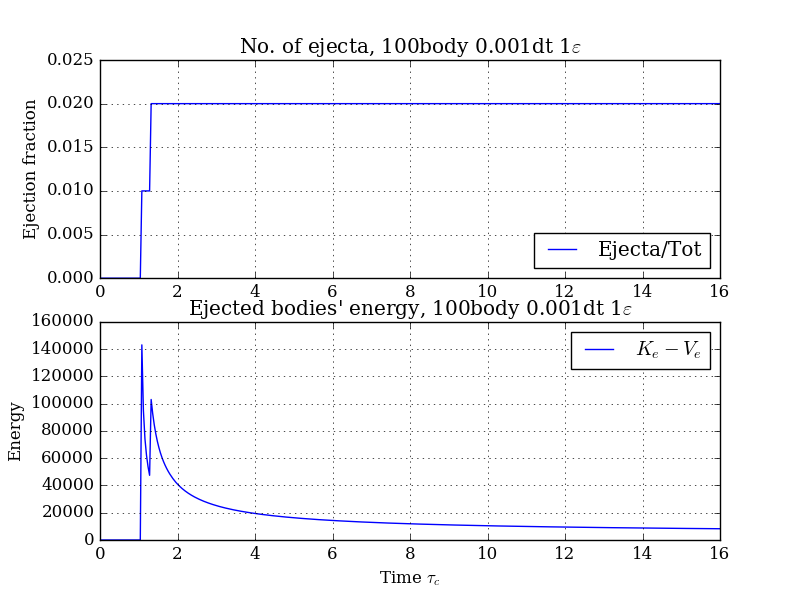 No. of ejecta, 100body 0.001dt 1ε
0.025
0.020
0.015
0.010
0.005
0.000
Ejection fraction
Ejecta/Tot
0 2 4 6 8 10 12 14 16
Ejected bodies' energy, 100body 0.001dt 1ε
160000
140000
120000
100000
80000
60000
40000
20000
0
Energy
K_e − V_e
0 2 4 6 8 10 12 14 16
Time τ_c